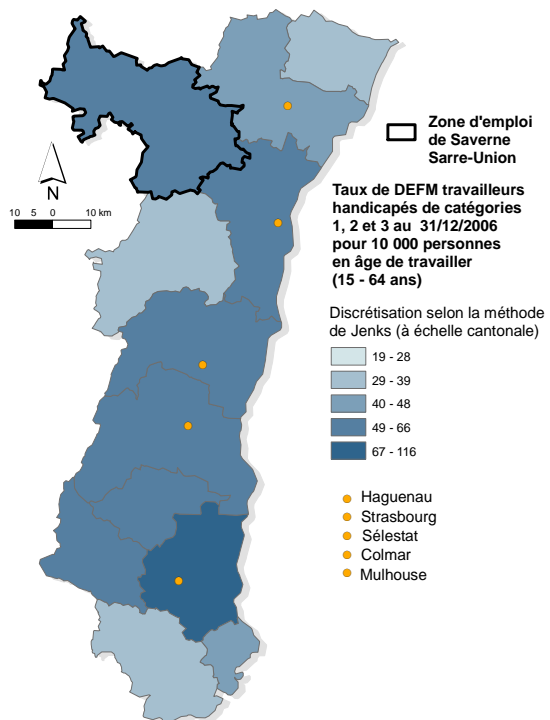 Zone d'emploi
de Saverne
Sarre-Union
N
10 5 0 10 km
Taux de DEFM travailleurs
handicapés de catégories
1, 2 et 3 au 31/12/2006
pour 10 000 personnes
en âge de travailler
(15 - 64 ans)
Discrétisation selon la méthode
de Jenks (à échelle cantonale)
19 - 28
29 - 39
40 - 48
49 - 66
67 - 116
Haguenau
Strasbourg
Sélestat
Colmar
Mulhouse